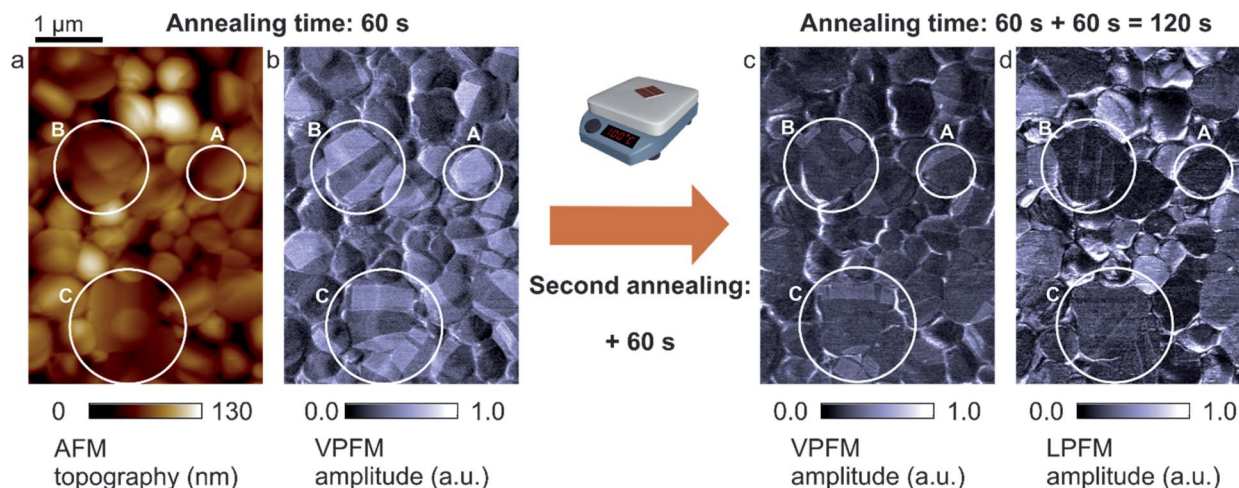 1 µm
Annealing time: 60 s
Annealing time: 60 s + 60 s = 120 s
a
B
A
C
b
B
A
C
100°C
Second annealing:
+ 60 s
c
B
A
C
d
B
A
C
0 130
AFM
topography (nm)
0.0 1.0
VPFM
amplitude (a.u.)
0.0 1.0
VPFM
amplitude (a.u.)
0.0 1.0
LPFM
amplitude (a.u.)